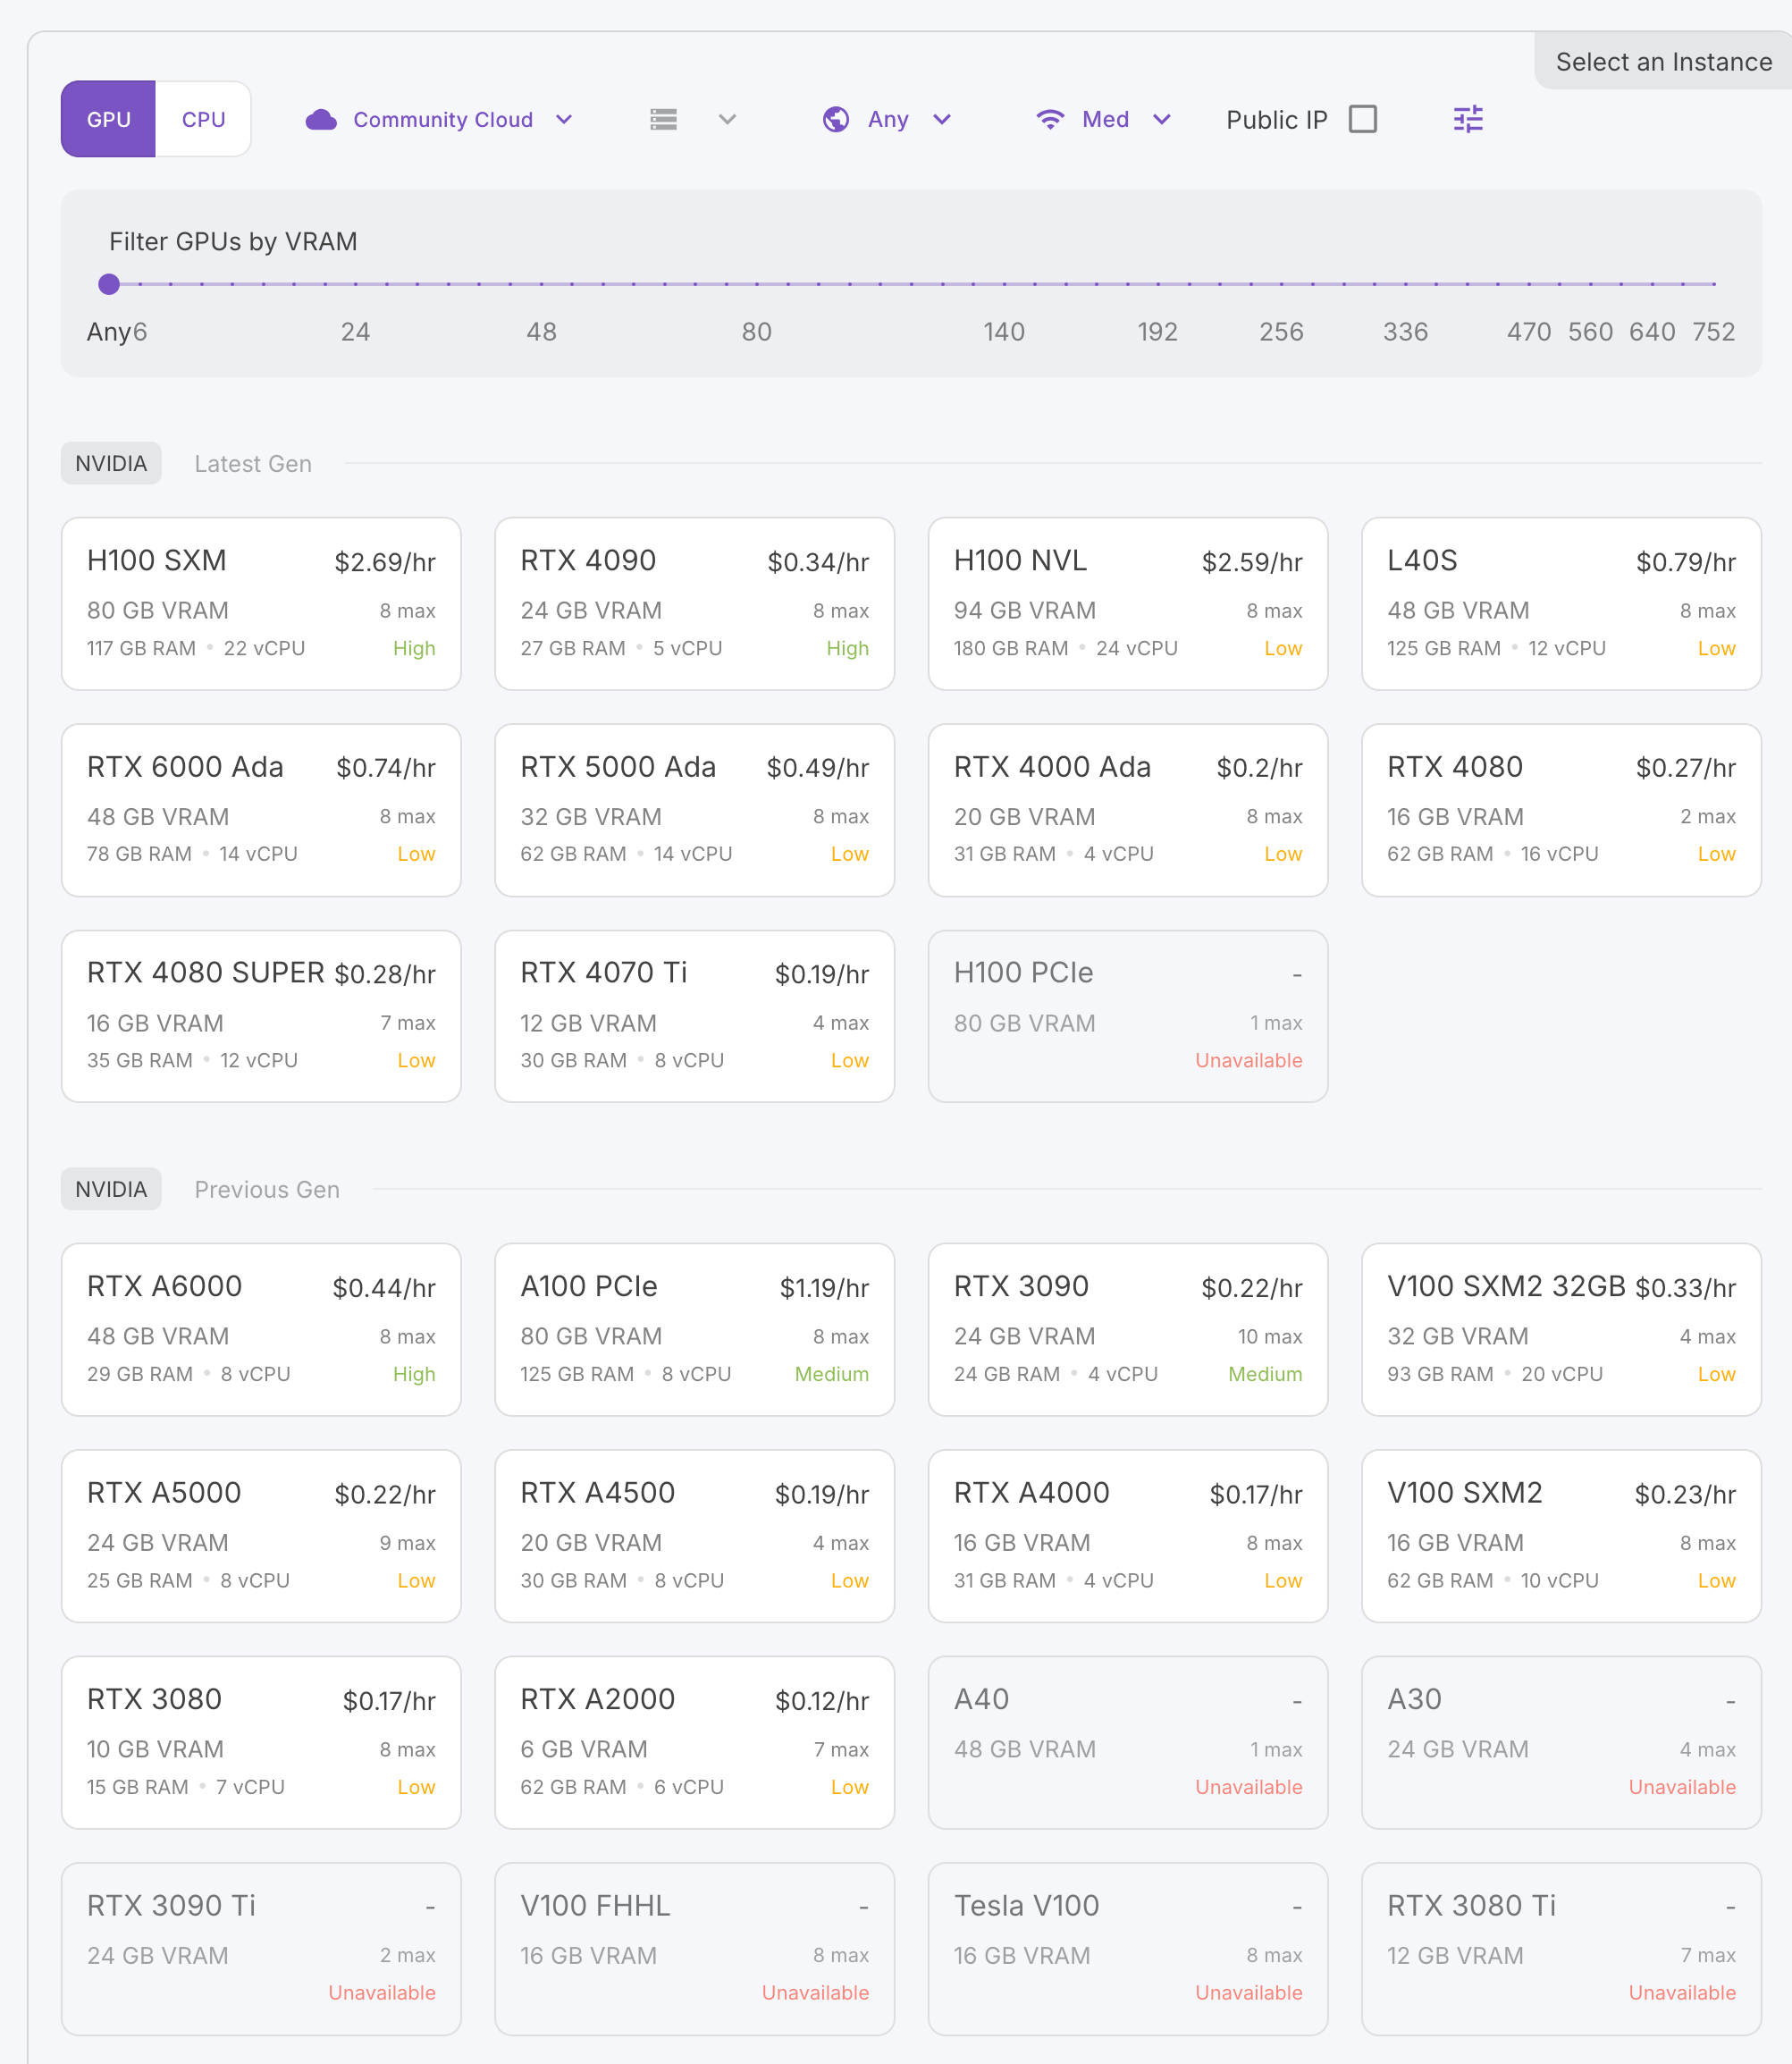 Select an Instance
GPU CPU Community Cloud Any Med Public IP
Filter GPUs by VRAM
Any 6 24 48 80 140 192 256 336 470 560 640 752
NVIDIA Latest Gen
H100 SXM $2.69/hr
80 GB VRAM 8 max
117 GB RAM • 22 vCPU High
RTX 4090 $0.34/hr
24 GB VRAM 8 max
27 GB RAM • 5 vCPU High
H100 NVL $2.59/hr
94 GB VRAM 8 max
180 GB RAM • 24 vCPU Low
L40S $0.79/hr
48 GB VRAM 8 max
125 GB RAM • 12 vCPU Low
RTX 6000 Ada $0.74/hr
48 GB VRAM 8 max
78 GB RAM • 14 vCPU Low
RTX 5000 Ada $0.49/hr
32 GB VRAM 8 max
62 GB RAM • 14 vCPU Low
RTX 4000 Ada $0.2/hr
20 GB VRAM 8 max
31 GB RAM • 4 vCPU Low
RTX 4080 $0.27/hr
16 GB VRAM 2 max
62 GB RAM • 16 vCPU Low
RTX 4080 SUPER $0.28/hr
16 GB VRAM 7 max
35 GB RAM • 12 vCPU Low
RTX 4070 Ti $0.19/hr
12 GB VRAM 4 max
30 GB RAM • 8 vCPU Low
H100 PCIe -
80 GB VRAM 1 max
Unavailable
NVIDIA Previous Gen
RTX A6000 $0.44/hr
48 GB VRAM 8 max
29 GB RAM • 8 vCPU High
A100 PCIe $1.19/hr
80 GB VRAM 8 max
125 GB RAM • 8 vCPU Medium
RTX 3090 $0.22/hr
24 GB VRAM 10 max
24 GB RAM • 4 vCPU Medium
V100 SXM2 32GB $0.33/hr
32 GB VRAM 4 max
93 GB RAM • 20 vCPU Low
RTX A5000 $0.22/hr
24 GB VRAM 9 max
25 GB RAM • 8 vCPU Low
RTX A4500 $0.19/hr
20 GB VRAM 4 max
30 GB RAM • 8 vCPU Low
RTX A4000 $0.17/hr
16 GB VRAM 8 max
31 GB RAM • 4 vCPU Low
V100 SXM2 $0.23/hr
16 GB VRAM 8 max
62 GB RAM • 10 vCPU Low
RTX 3080 $0.17/hr
10 GB VRAM 8 max
15 GB RAM • 7 vCPU Low
RTX A2000 $0.12/hr
6 GB VRAM 7 max
62 GB RAM • 6 vCPU Low
A40 -
48 GB VRAM 1 max
Unavailable
A30 -
24 GB VRAM 4 max
Unavailable
RTX 3090 Ti -
24 GB VRAM 2 max
Unavailable
V100 FHHL -
16 GB VRAM 8 max
Unavailable
Tesla V100 -
16 GB VRAM 8 max
Unavailable
RTX 3080 Ti -
12 GB VRAM 7 max
Unavailable